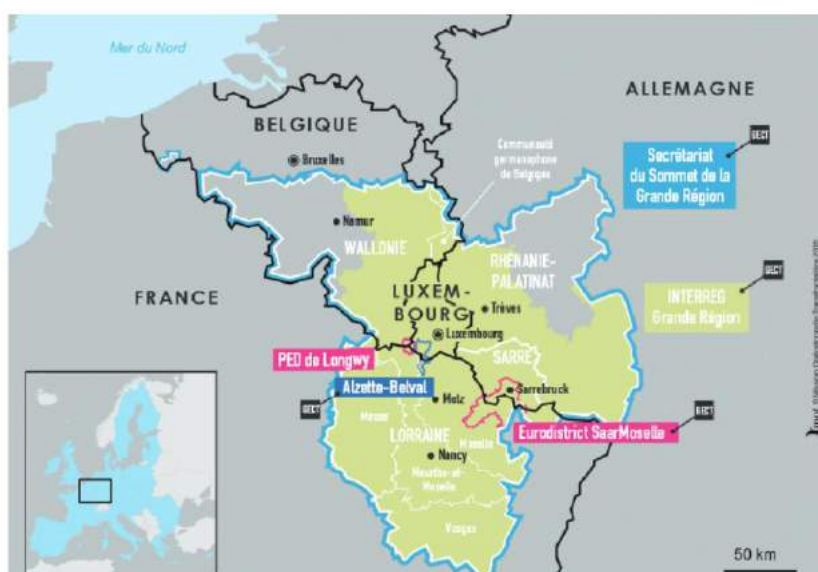 Mer du Nord
ALLEMAGNE
BELGIQUE
GECT
Bruxelles
Communauté
germanophone
de Belgique
Secrétariat
du Sommet de la
Grande Région
Namur
WALLONIE
RHÉNANIE-
PALATINAT
GECT
FRANCE
LUXEM-
BOURG
Trèves
INTERREG
Grande Région
Luxembourg
PED de Longwy
SARRE
Alzette-Belval
Metz
Sarrebruck
GECT
GECT
Meuse
LORRAINE
Moselle
Eurodistrict SaarMoselle
Nancy
Meurthe-et-
Moselle
Vosges
50 km